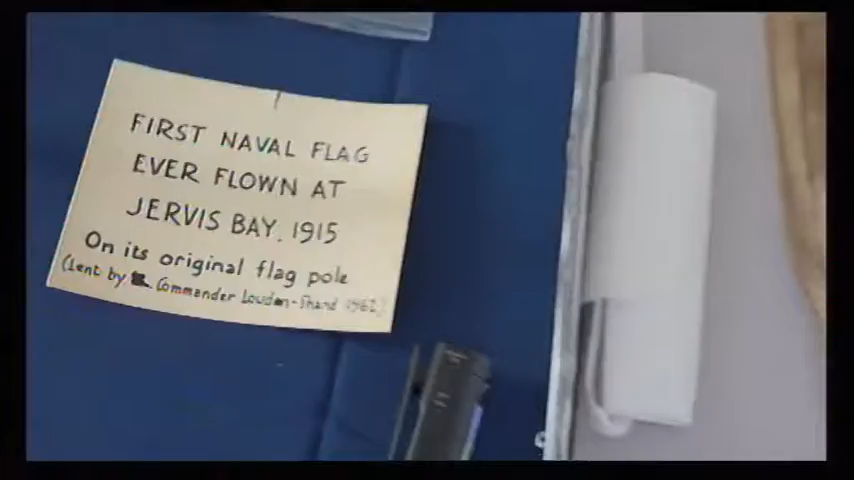 FIRST NAVAL FLAG
EVER FLOWN AT
JERVIS BAY. 1915
On its original flag pole
(Lent by Commander Louden-Shand 1962)